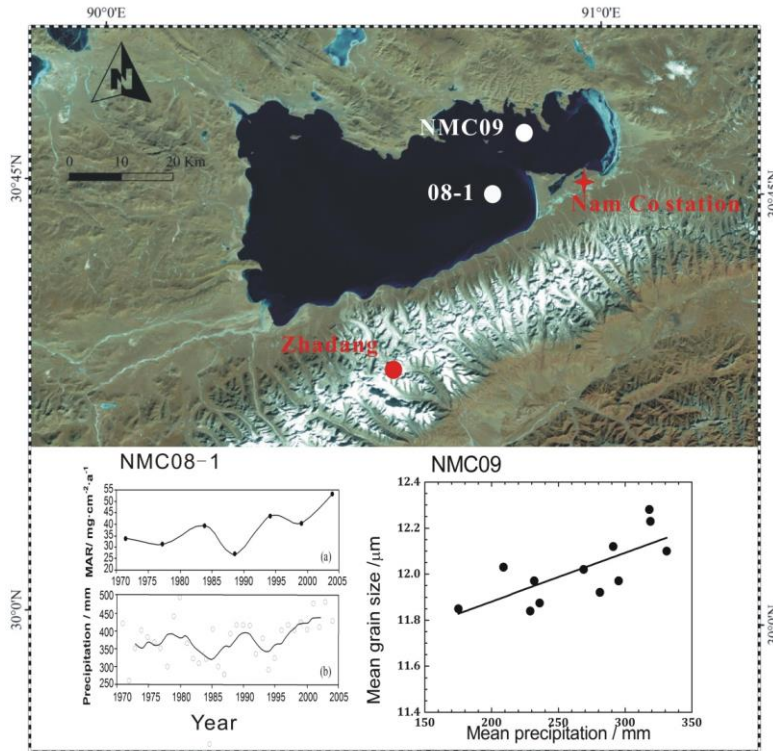 90°0'E 91°0'E
N
0 10 20 Km
30°45'N 30°45'N
NMC09
08-1
Nam Co station
Zhadang
30°0'N 30°0'N
NMC08-1
MAR/ mg·cm⁻²·a⁻¹
55
50
45
40
35
30
25
20
(a)
1970 1975 1980 1985 1990 1995 2000 2005
Precipitation / mm
500
450
400
350
300
250
(b)
1970 1975 1980 1985 1990 1995 2000 2005
Year
NMC09
Mean grain size /μm
12.4
12.2
12.0
11.8
11.6
11.4
150 200 250 300 350
Mean precipitation / mm